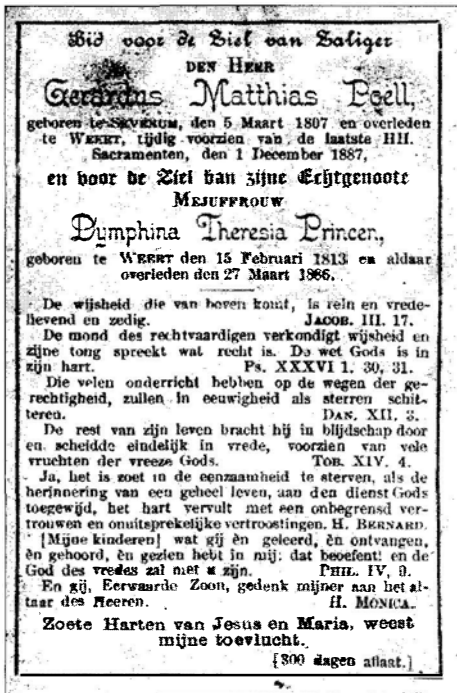 Bid voor de Ziel van Zaliger
DEN HEER
Gerardus Matthias Poell,
geboren te SEVENUM, den 5 Maart 1807 en overleden
te WEERT, tijdig voorzien van de laatste HH.
Sacramenten, den 1 December 1887,
en voor de Ziel van zijne Echtgenoote
MEJUFFROUW
Dymphina Theresia Princen,
geboren te WEERT den 15 Februari 1813 en aldaar
overleden den 27 Maart 1866.
De wijsheid die van boven komt, is rein en vrede-
lievend en zedig. JACOB. III. 17.
De mond des rechtvaardigen verkondigt wijsheid en
zijne tong spreekt wat recht is. De wet Gods is in
zijn hart. Ps. XXXVI 1. 30, 31.
Die velen onderricht hebben op de wegen der ge-
rechtigheid, zullen in eeuwigheid als sterren schit-
teren. DAN. XII. 3.
De rest van zijn leven bracht hij in blijdschap door
en scheidde eindelijk in vrede, voorzien van vele
vruchten der vreeze Gods. TOB. XIV. 4.
Ja, het is zoet in de eenzaamheid te sterven, als de
herinnering van een geheel leven, aan den dienst Gods
toegewijd, het hart vervult met een onbegrensd ver-
trouwen en onuitsprekelijke vertroostingen. H. BERNARD.
[Mijne kinderen] wat gij èn geleerd, èn ontvangen,
èn gehoord, èn gezien hebt in mij, dat beoefent! en de
God des vredes zal met u zijn. PHIL. IV, 9.
En gij, Eerwaarde Zoon, gedenk mijner aan het al-
taar des Heeren. H. MONICA.
Zoete Harten van Jesus en Maria, weest
mijne toevlucht.
[300 dagen aflaat.]